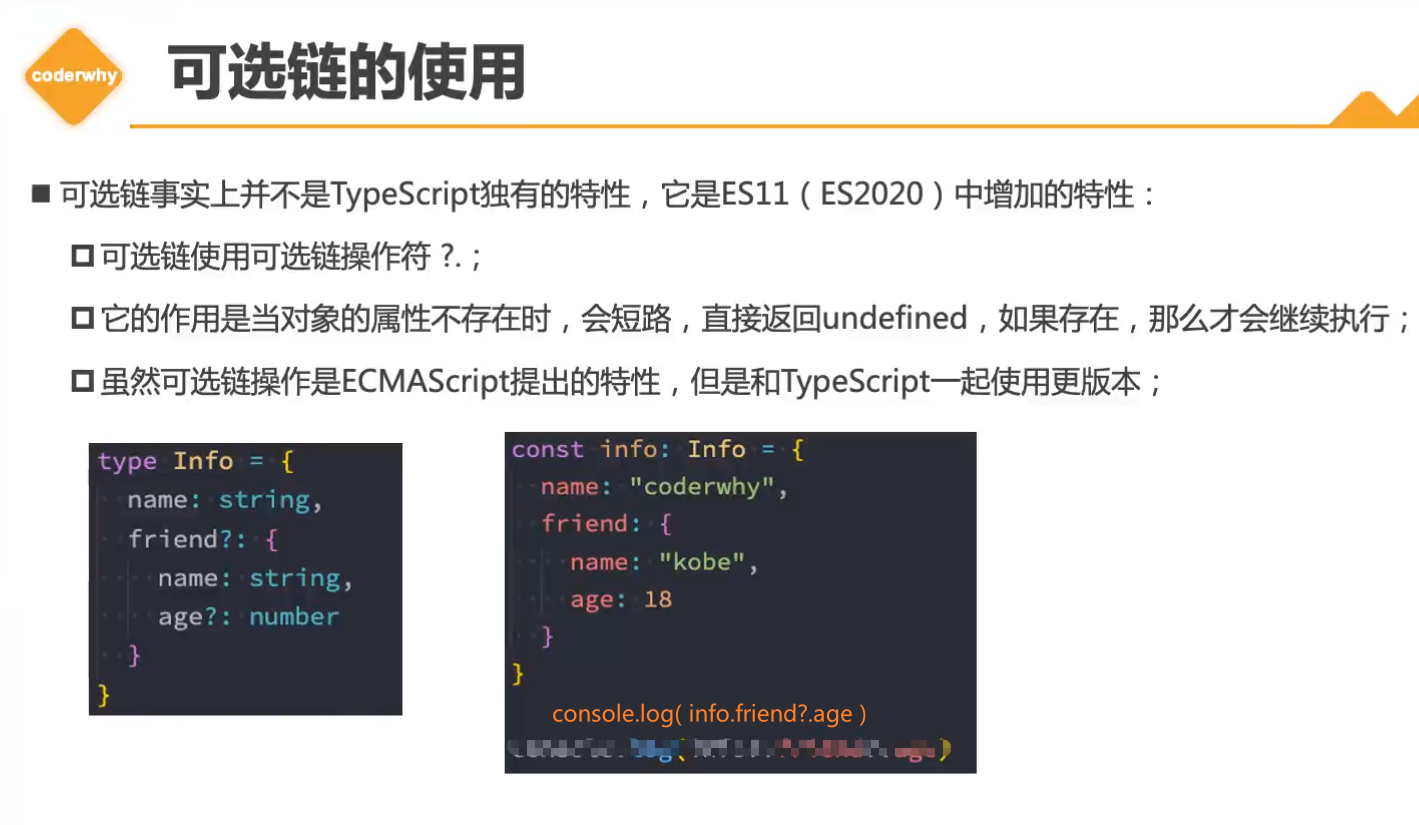 coderwhy
可选链的使用
■ 可选链事实上并不是TypeScript独有的特性，它是ES11（ES2020）中增加的特性：
可选链使用可选链操作符 ?.；
它的作用是当对象的属性不存在时，会短路，直接返回undefined，如果存在，那么才会继续执行；
虽然可选链操作是ECMAScript提出的特性，但是和TypeScript一起使用更版本；
type Info = {
name: string,
friend?: {
name: string,
age?: number
}
}
const info: Info = {
name: "coderwhy",
friend: {
name: "kobe",
age: 18
}
}
console.log( info.friend?.age )